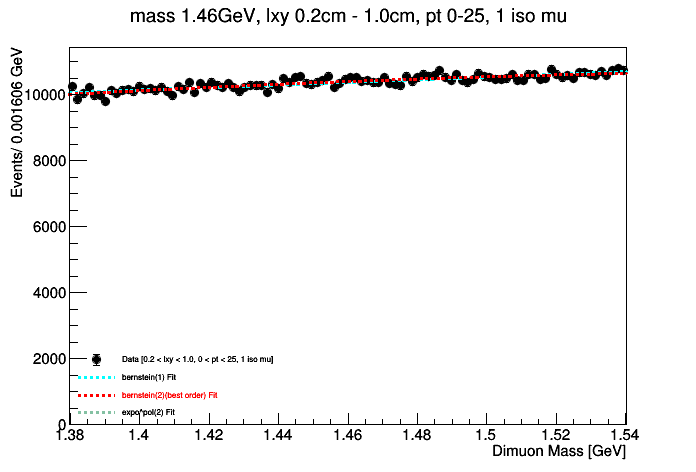 mass 1.46GeV, lxy 0.2cm - 1.0cm, pt 0-25, 1 iso mu
Events/ 0.001606 GeV
10000
8000
6000
4000
2000
0
Data [0.2 < lxy < 1.0, 0 < pt < 25, 1 iso mu]
bernstein(1) Fit
bernstein(2)(best order) Fit
expo*pol(2) Fit
1.38 1.4 1.42 1.44 1.46 1.48 1.5 1.52 1.54
Dimuon Mass [GeV]